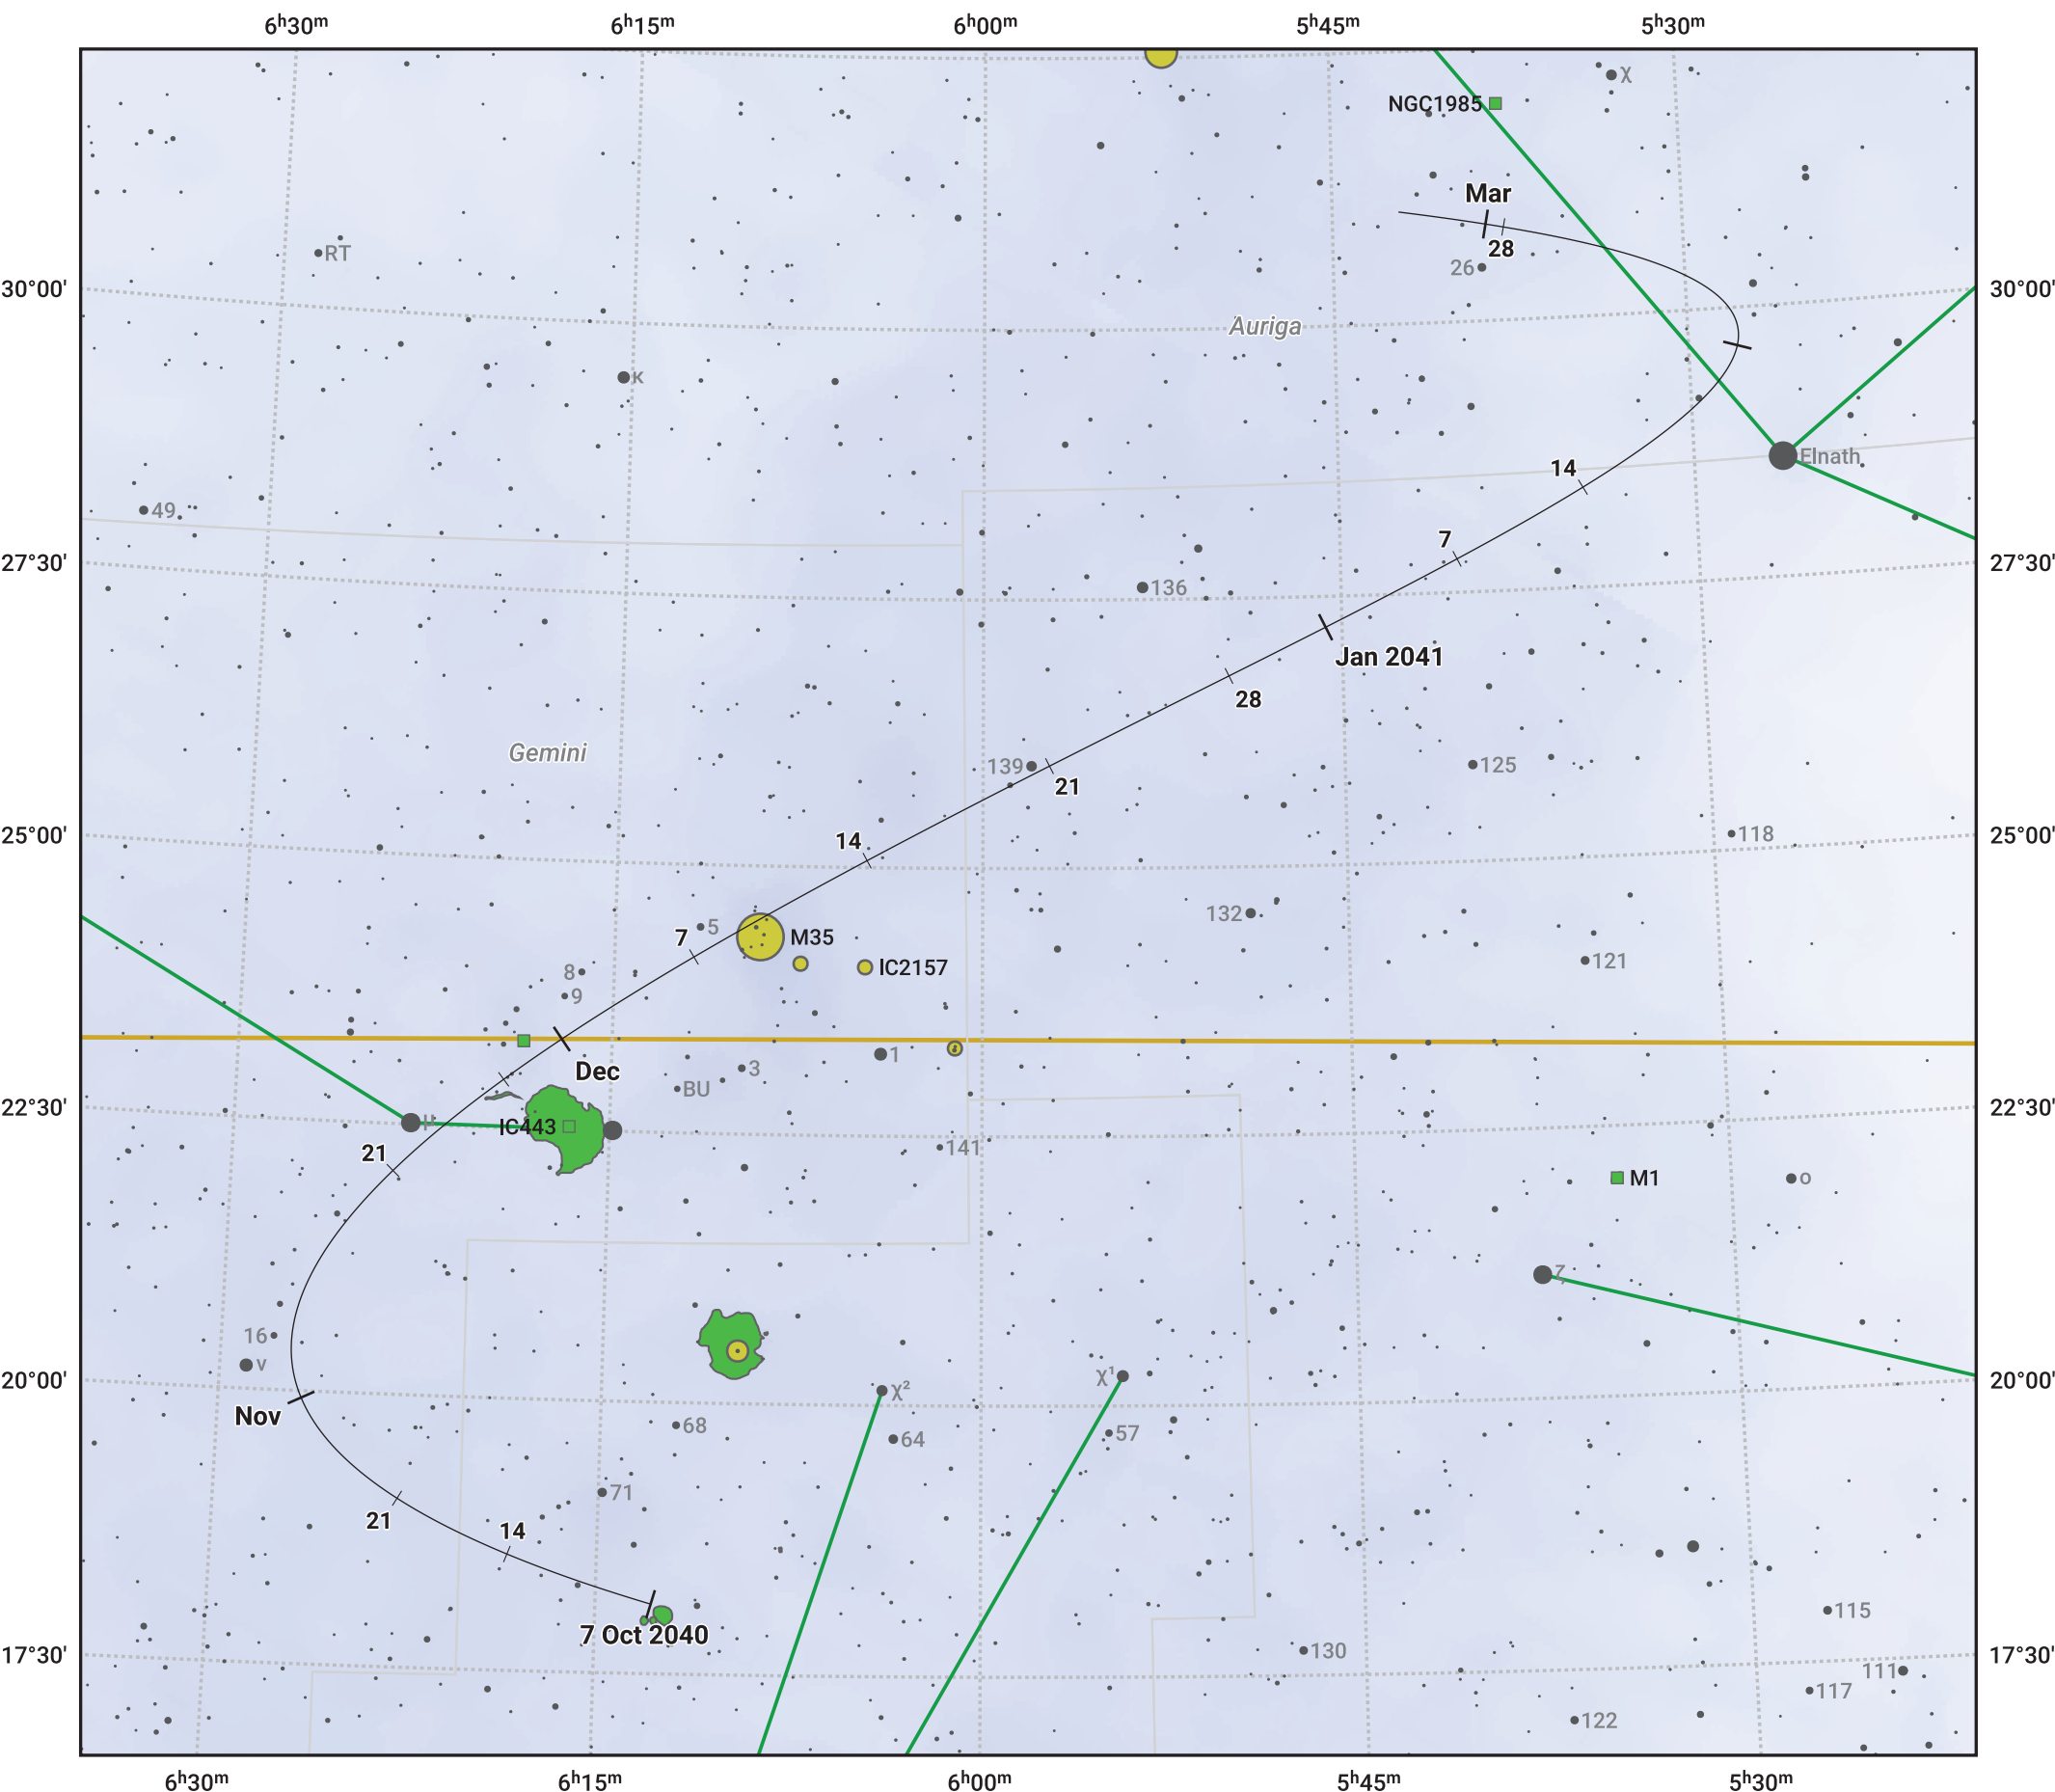 6ʰ30ᵐ 6ʰ15ᵐ 6ʰ00ᵐ 5ʰ45ᵐ 5ʰ30ᵐ
χ
NGC1985
Mar
RT
28
26
30°00' 30°00'
Auriga
κ
Elnath
14
49
7
27°30' 27°30'
136
Jan 2041
28
Gemini
139 125
21
25°00' 118 25°00'
14
132
5
7 M35
121
8 IC2157
9
1
Dec 3
BU
22°30' 22°30'
μ IC443
141
21
M1 ο
ζ
16
ν
χ¹
20°00' χ² 20°00'
Nov
68 57
64
71
21
14
115
7 Oct 2040
130
17°30' 17°30'
111
117
122
6ʰ30ᵐ 6ʰ15ᵐ 6ʰ00ᵐ 5ʰ45ᵐ 5ʰ30ᵐ